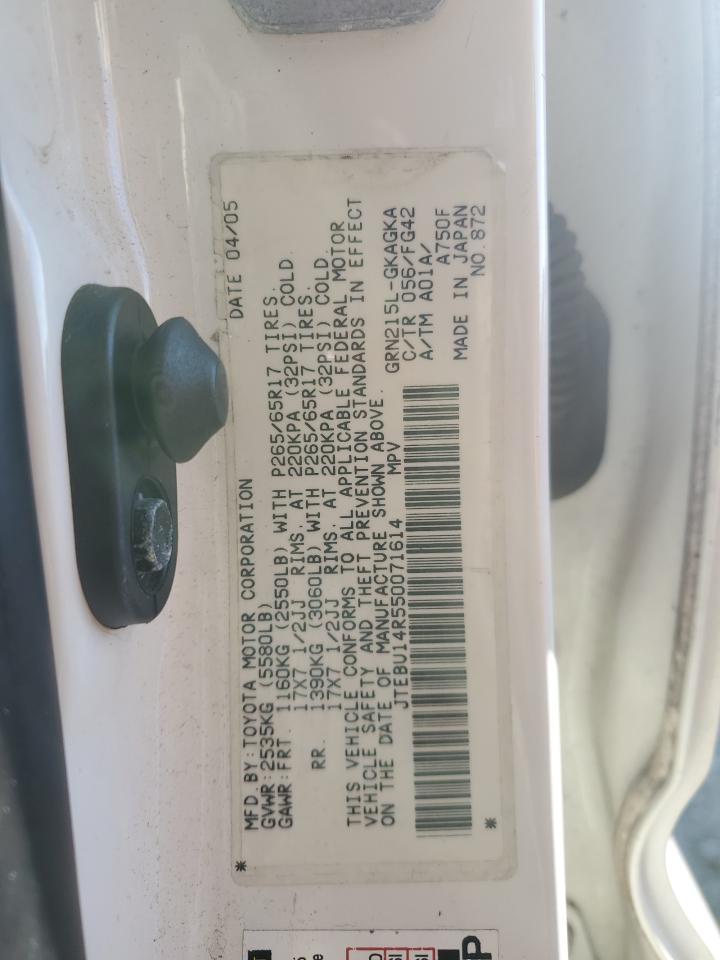 MFD.BY:TOYOTA MOTOR CORPORATION DATE 04/05
GVWR:2535KG(5580LB)
GAWR:FRT. 1160KG (2550LB) WITH P265/65R17 TIRES.
17X7 1/2JJ RIMS. AT 220KPA (32PSI) COLD.
RR. 1390KG (3060LB) WITH P265/65R17 TIRES.
17X7 1/2JJ RIMS. AT 220KPA (32PSI) COLD.
THIS VEHICLE CONFORMS TO ALL APPLICABLE FEDERAL MOTOR
VEHICLE SAFETY AND THEFT PREVENTION STANDARDS IN EFFECT
ON THE DATE OF MANUFACTURE SHOWN ABOVE.
JTEBU14R550071614 MPV GRN215L-GKAGKA
C/TR 056/FG42
A/TM A01A/
A750F
MADE IN JAPAN
NO.872